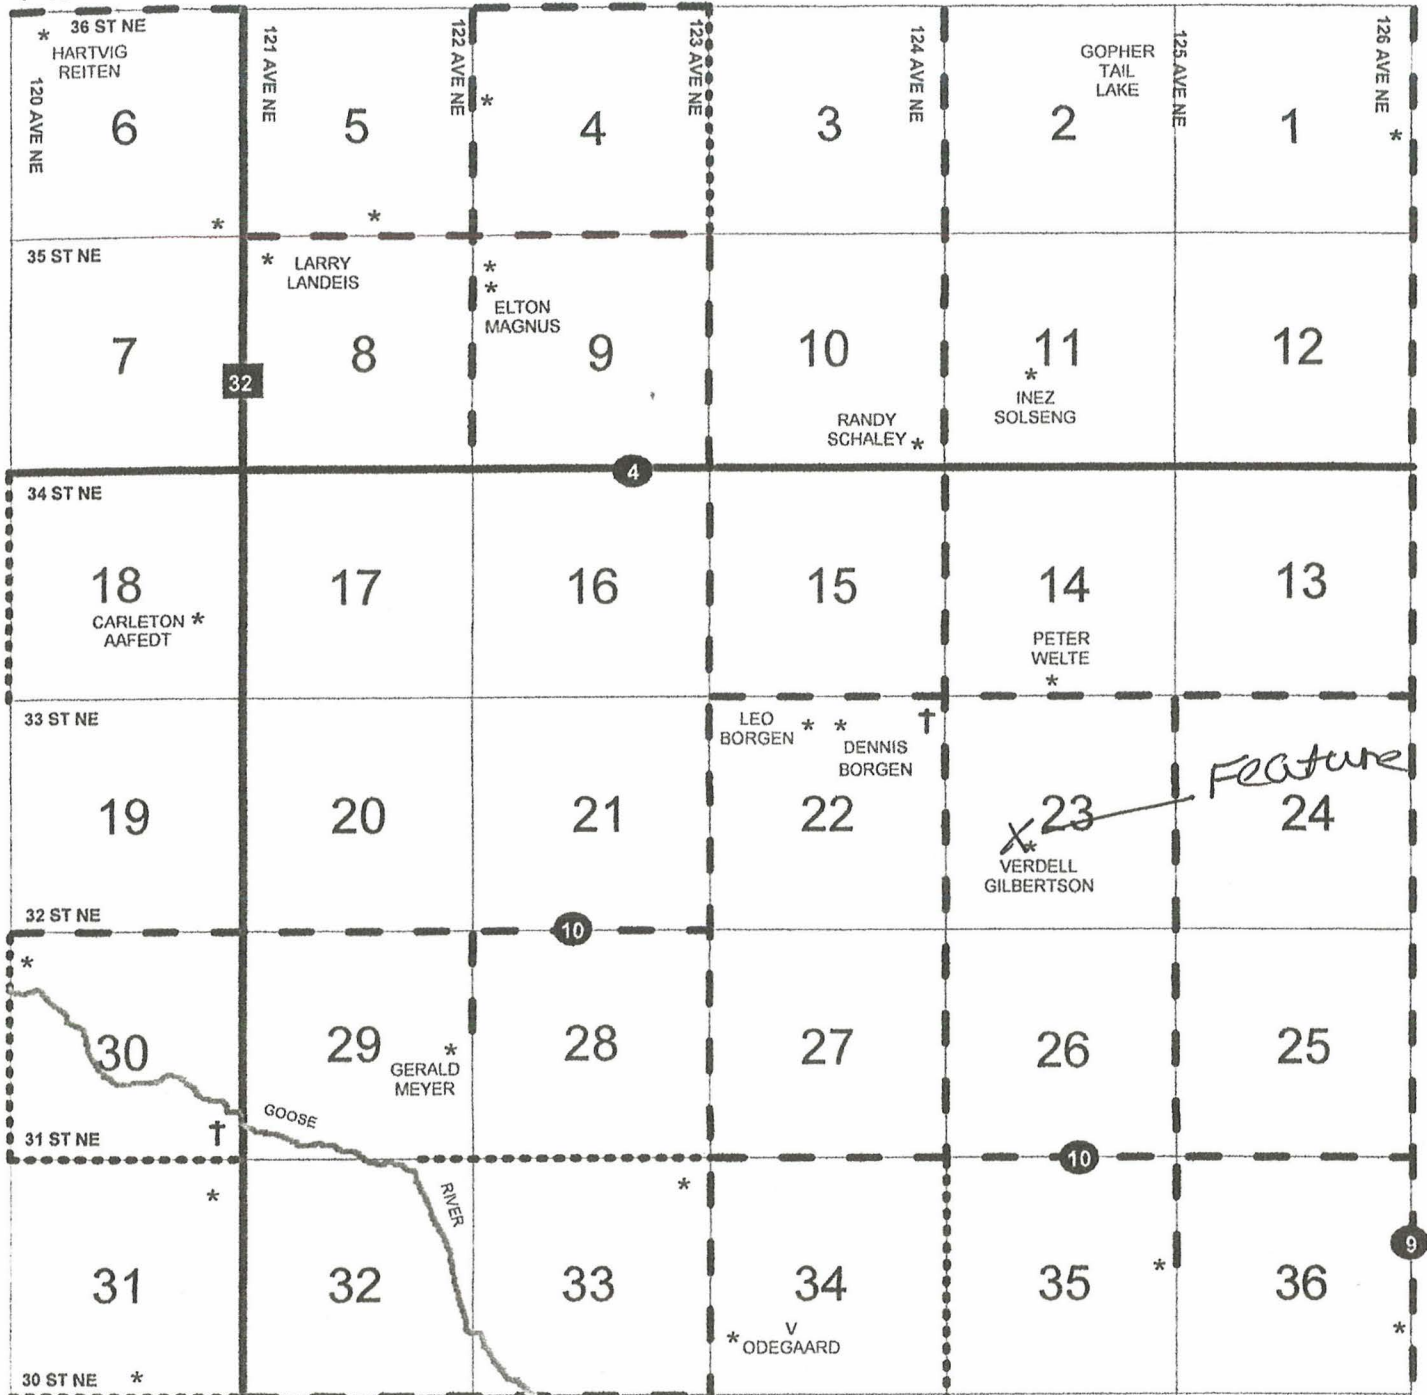 36 ST NE
HARTVIG
REITEN
120 AVE NE
121 AVE NE
122 AVE NE
123 AVE NE
124 AVE NE
GOPHER
TAIL
LAKE
125 AVE NE
126 AVE NE
6
5
4
3
2
1
35 ST NE
LARRY
LANDEIS
ELTON
MAGNUS
7
8
9
10
11
12
32
INEZ
SOLSENG
RANDY
SCHALEY
4
34 ST NE
18
17
16
15
14
13
CARLETON
AAFEDT
PETER
WELTE
33 ST NE
LEO
BORGEN
DENNIS
BORGEN
Feature
19
20
21
22
23
24
X
VERDELL
GILBERTSON
32 ST NE
10
30
29
28
27
26
25
GERALD
MEYER
GOOSE
RIVER
31 ST NE
10
9
31
32
33
34
35
36
V
ODEGAARD
30 ST NE